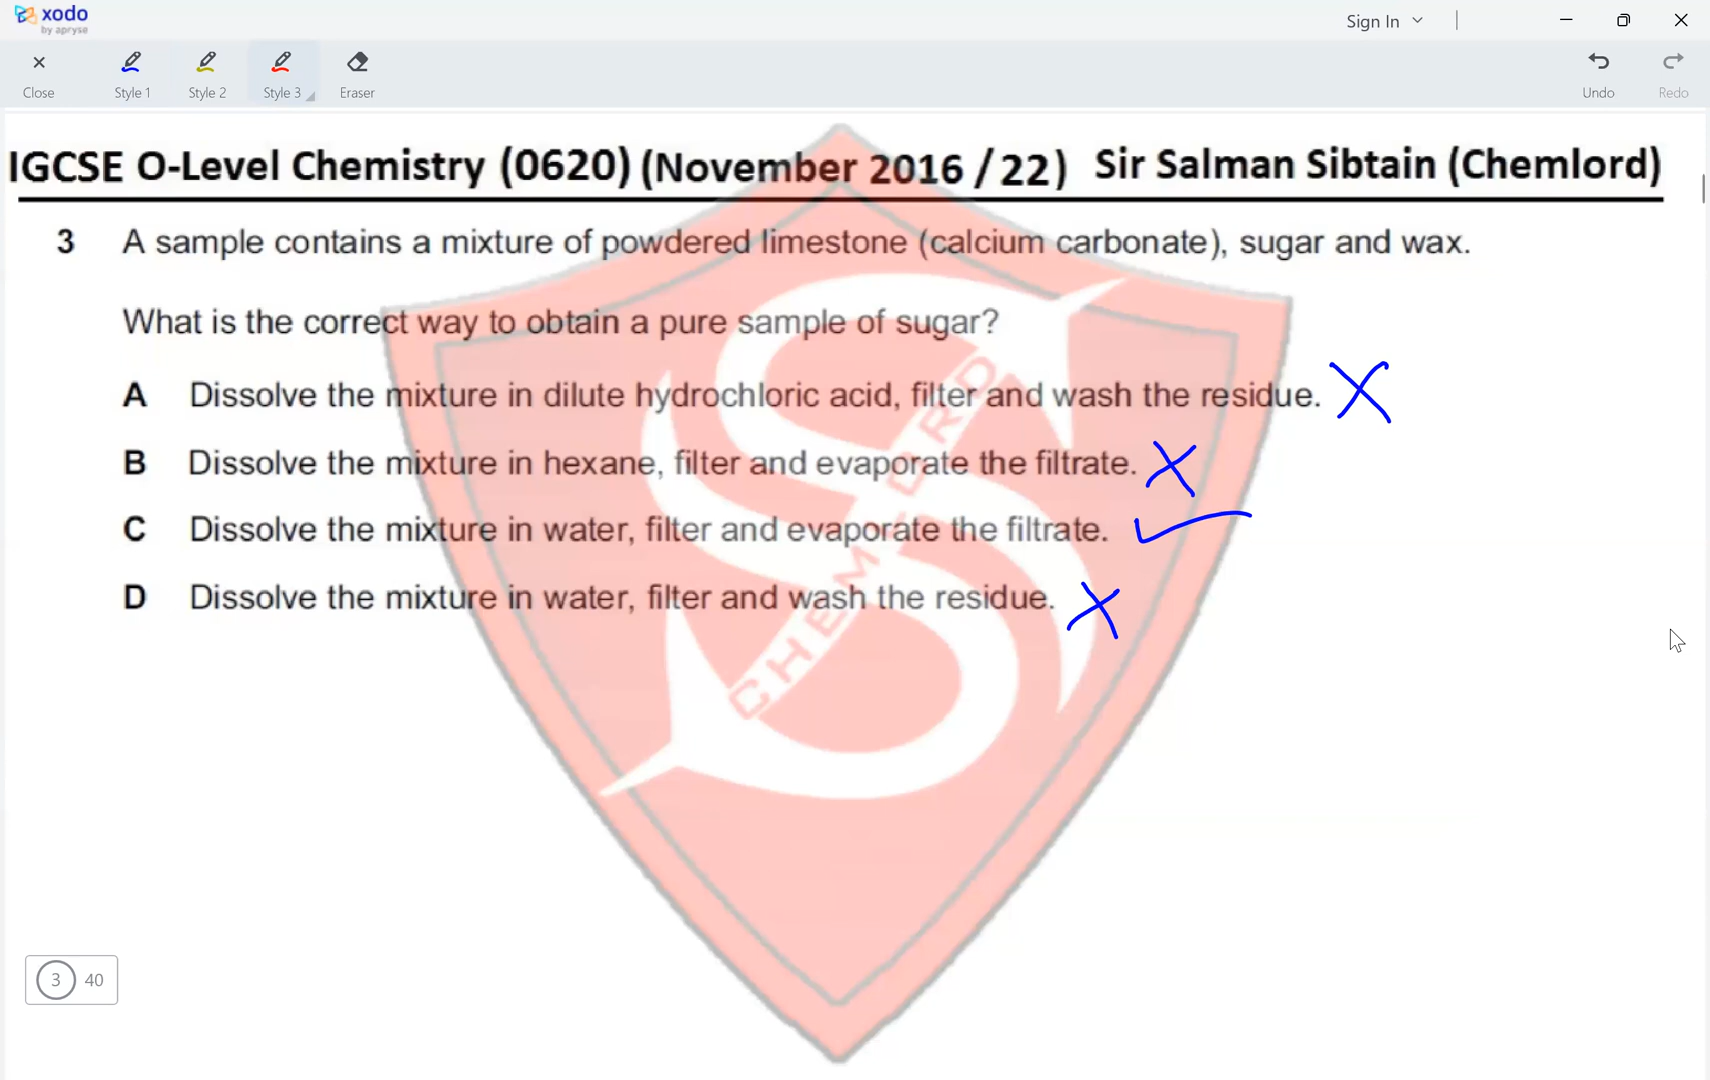 xodo
by apryse
Sign In
Close
Style 1
Style 2
Style 3
Eraser
Undo
Redo
IGCSE O-Level Chemistry (0620) (November 2016 / 22) Sir Salman Sibtain (Chemlord)
3 A sample contains a mixture of powdered limestone (calcium carbonate), sugar and wax.
What is the correct way to obtain a pure sample of sugar?
A Dissolve the mixture in dilute hydrochloric acid, filter and wash the residue.
B Dissolve the mixture in hexane, filter and evaporate the filtrate.
C Dissolve the mixture in water, filter and evaporate the filtrate.
D Dissolve the mixture in water, filter and wash the residue.
CHEMLORD
3 40